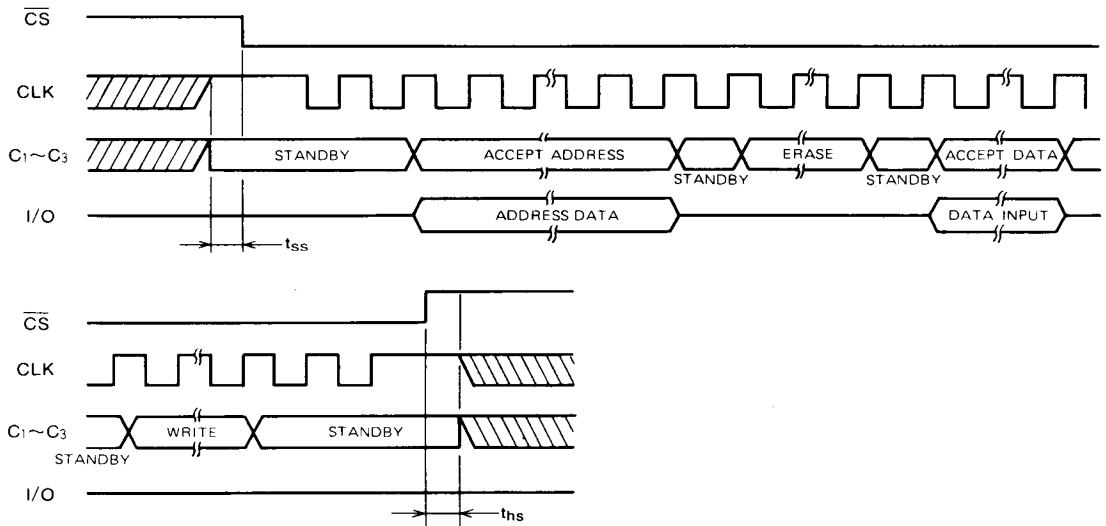 CS
CLK
C1~C3 STANDBY ACCEPT ADDRESS STANDBY ERASE STANDBY ACCEPT DATA
I/O ADDRESS DATA DATA INPUT
tss
CS
CLK
C1~C3 STANDBY WRITE STANDBY
I/O
ths